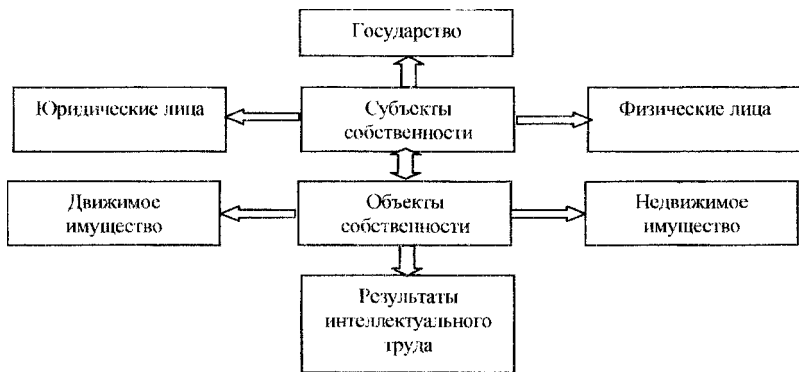 Государство
Юридические лица
Субъекты
собственности
Физические лица
Движимое
имущество
Объекты
собственности
Недвижимое
имущество
Результаты
интеллектуального
труда